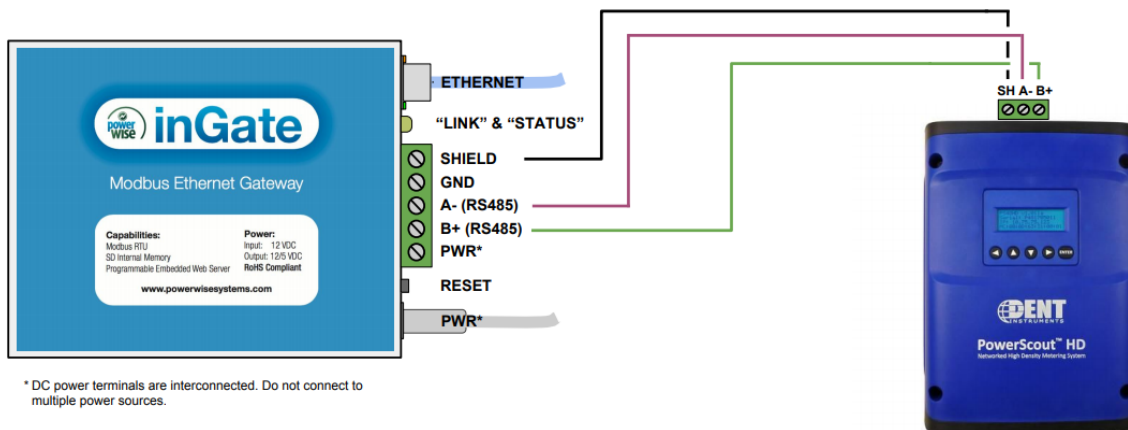 ETHERNET
"LINK" & "STATUS"
SHIELD
GND
A- (RS485)
B+ (RS485)
PWR*
RESET
PWR*
power
wise
inGate
Modbus Ethernet Gateway
Capabilities:
Modbus RTU
SD Internal Memory
Programmable Embedded Web Server
Power:
Input: 12 VDC
Output: 12/5 VDC
RoHS Compliant
www.powerwisesystems.com
* DC power terminals are interconnected. Do not connect to
multiple power sources.
SH A- B+
ENTER
DENT
INSTRUMENTS
PowerScout™ HD
Networked High Density Metering System